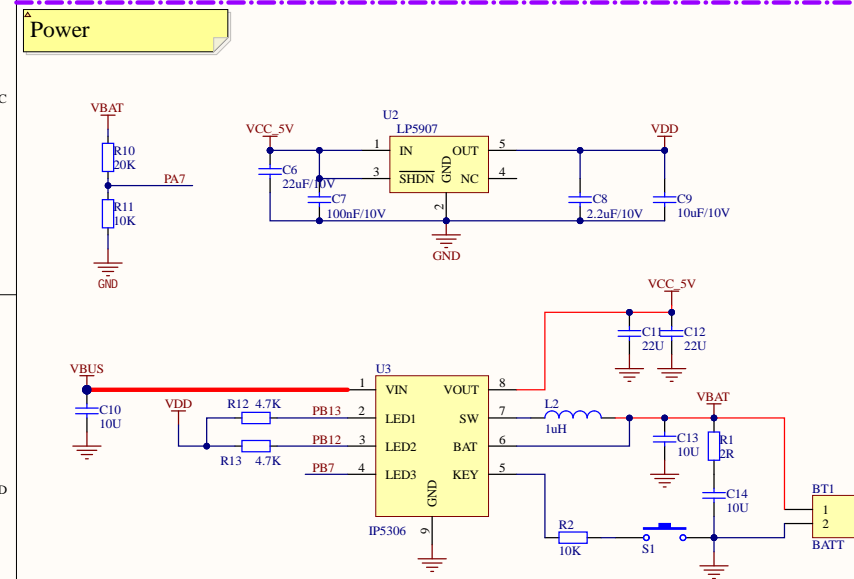 Power
C
VBAT
R10
20K
PA7
R11
10K
GND
U2
LP5907
VCC_5V
1
IN
OUT
5
VDD
3
SHDN
GND
NC
4
C6
22uF/10V
C7
100nF/10V
2
C8
2.2uF/10V
C9
10uF/10V
GND
VCC_5V
C11
22U
C12
22U
U3
VBUS
1
VIN
VOUT
8
C10
10U
VDD
R12 4.7K
PB13
2
LED1
SW
7
L2
1uH
VBAT
PB12
3
LED2
BAT
6
R13 4.7K
C13
10U
R1
2R
PB7
4
LED3
KEY
5
GND
9
IP5306
C14
10U
D
BT1
1
2
BATT
R2
10K
S1